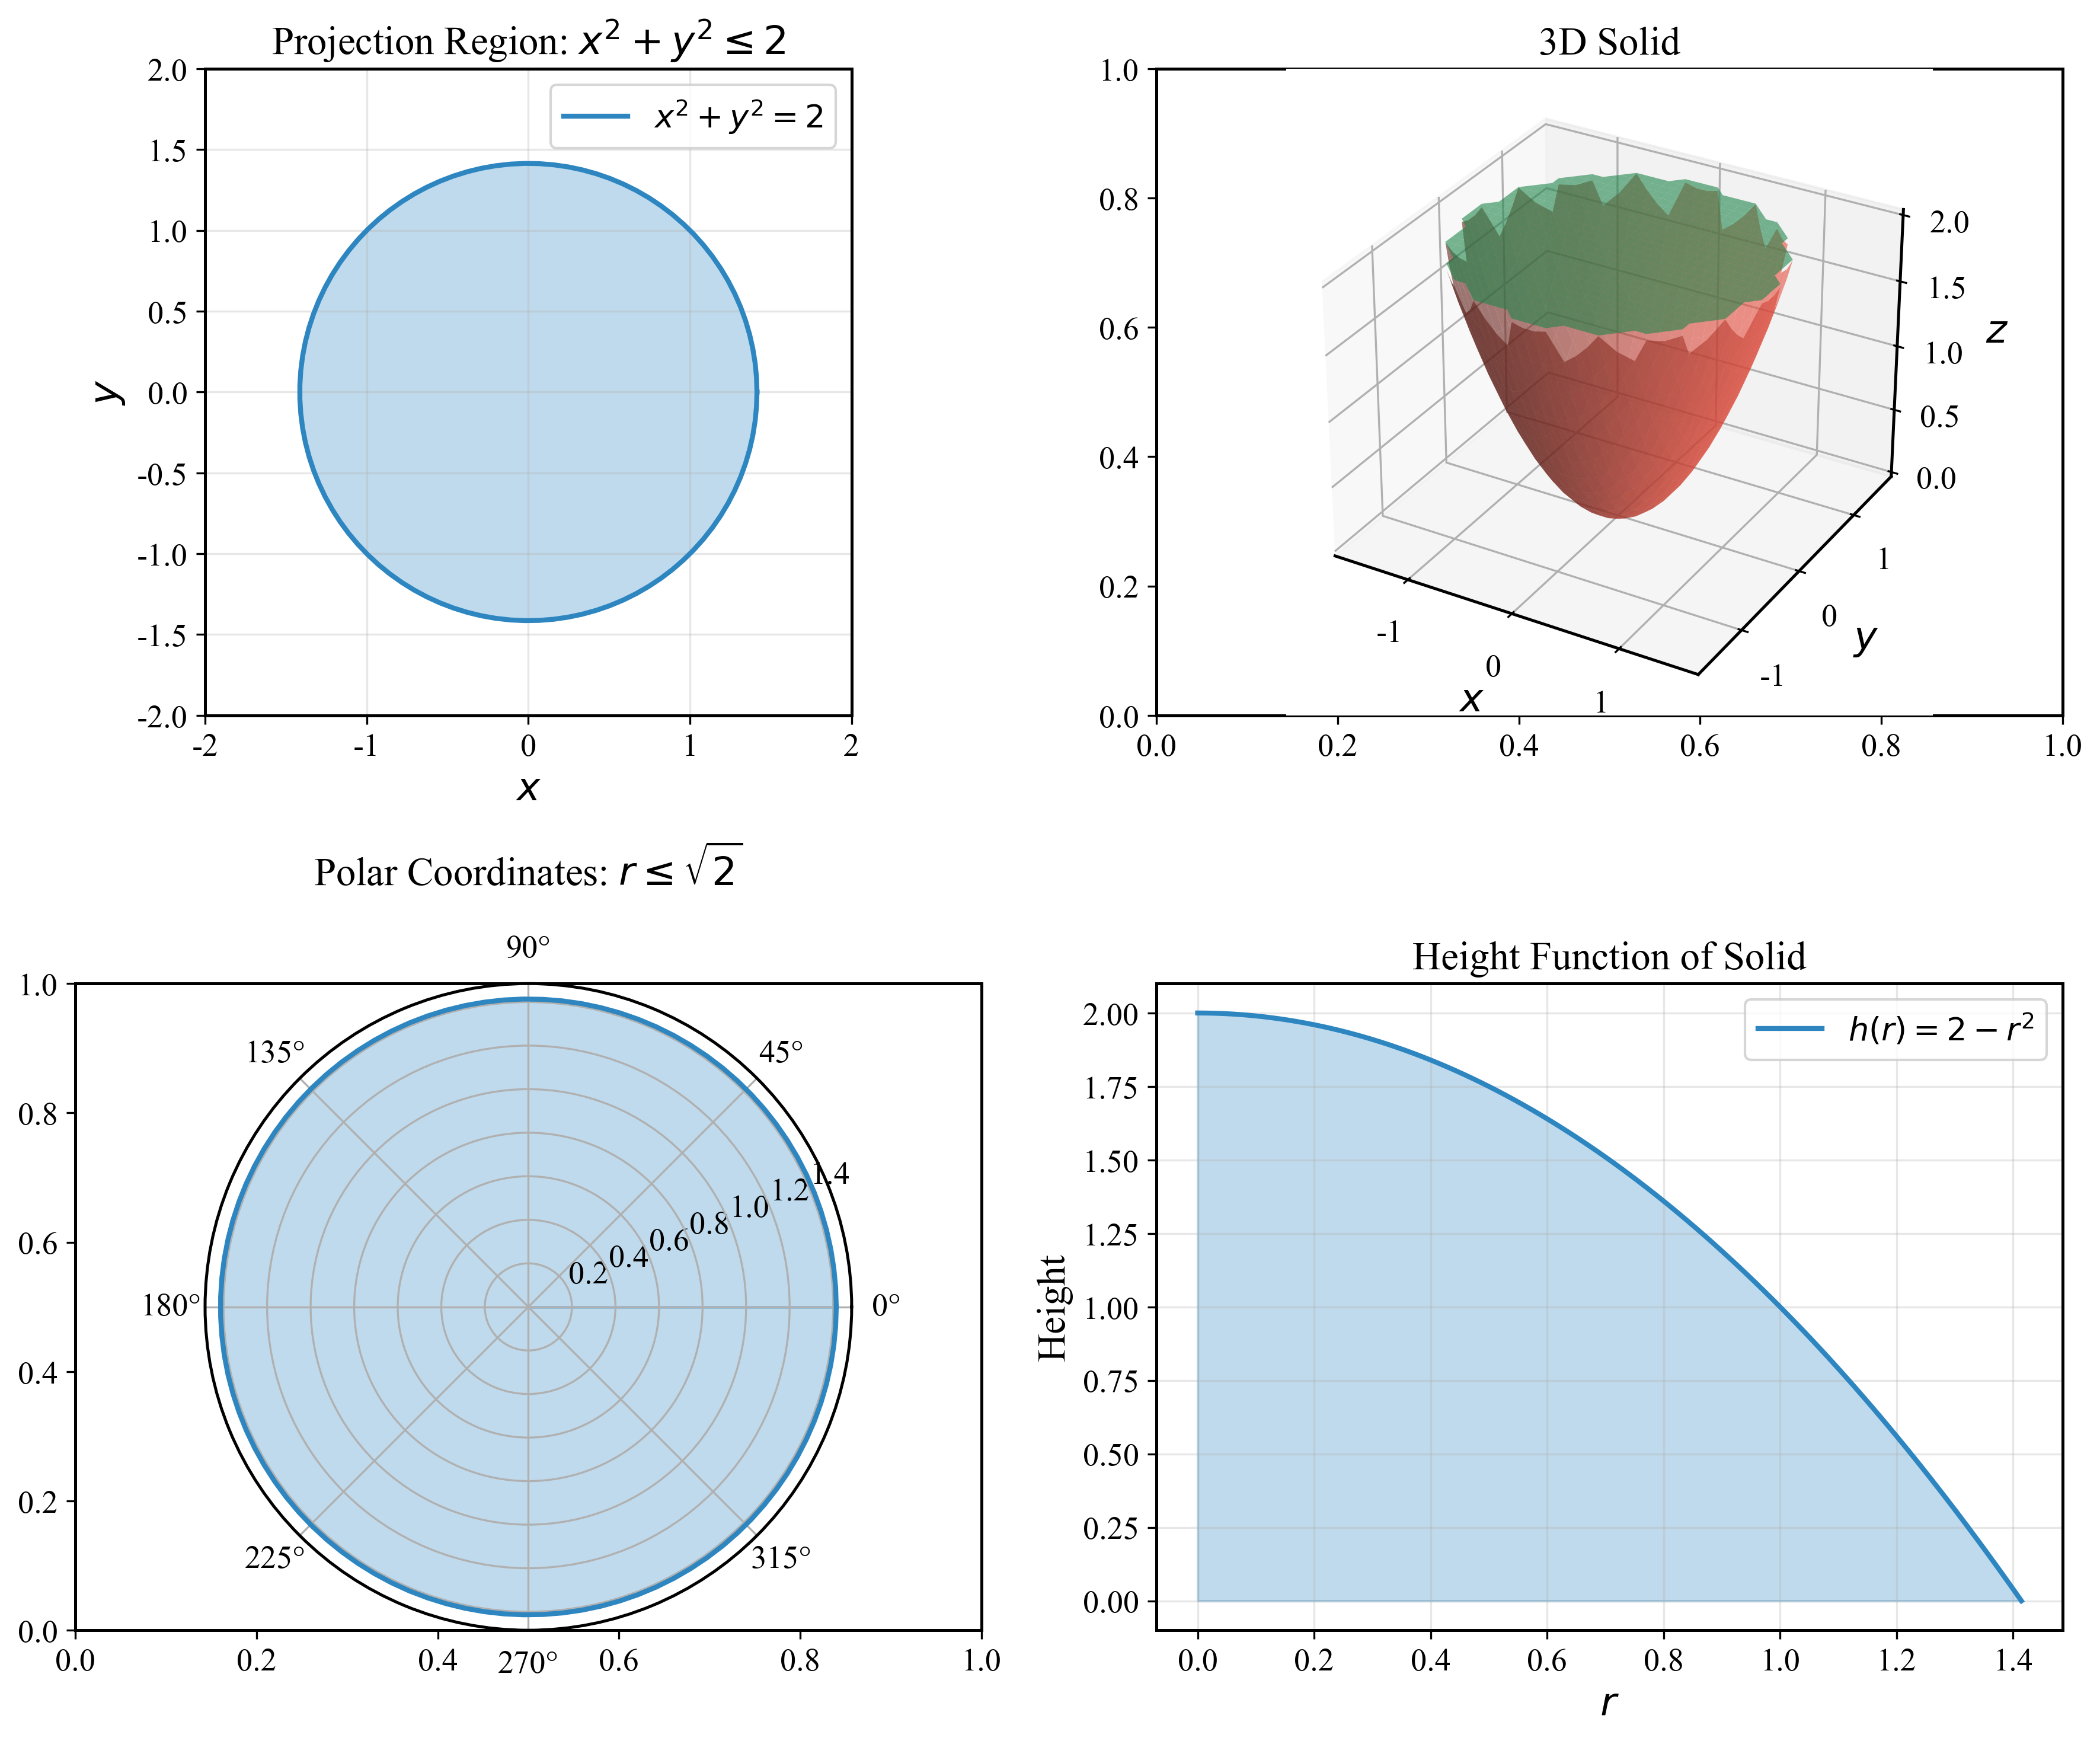 Projection Region: x² + y² ≤ 2
2.0
x² + y² = 2
1.5
1.0
0.5
0.0
-0.5
-1.0
-1.5
-2.0
y
-2 -1 0 1 2
x
3D Solid
1.0
0.8
0.6
0.4
0.2
0.0
2.0
1.5
1.0
0.5
0.0
z
1
0
-1
y
-1
0
1
x
0.0 0.2 0.4 0.6 0.8 1.0
Polar Coordinates: r ≤ √2
90°
135° 45°
180° 0°
225° 315°
270°
0.2 0.4 0.6 0.8 1.0 1.2 1.4
1.0
0.8
0.6
0.4
0.2
0.0
0.0 0.2 0.4 0.6 0.8 1.0
Height Function of Solid
h(r) = 2 − r²
2.00
1.75
1.50
1.25
1.00
0.75
0.50
0.25
0.00
Height
0.0 0.2 0.4 0.6 0.8 1.0 1.2 1.4
r